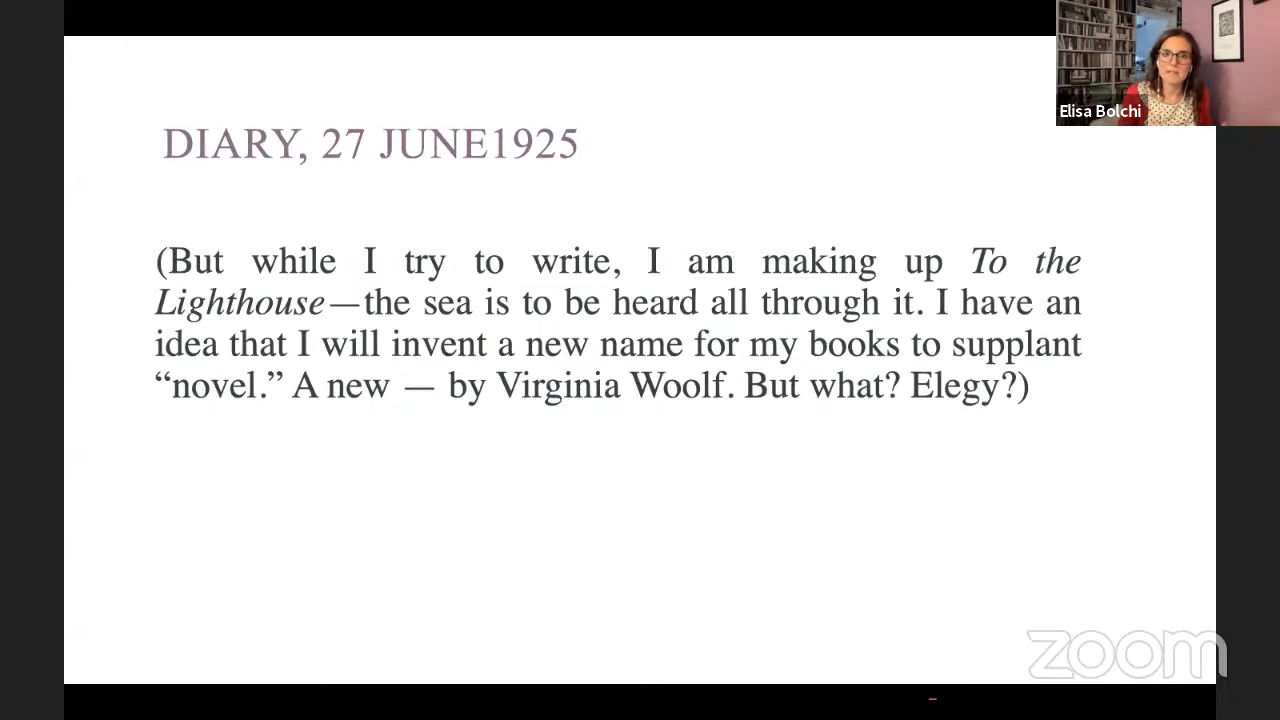 Elisa Bolchi
DIARY, 27 JUNE1925
(But while I try to write, I am making up To the
Lighthouse—the sea is to be heard all through it. I have an
idea that I will invent a new name for my books to supplant
“novel.” A new — by Virginia Woolf. But what? Elegy?)
zoom